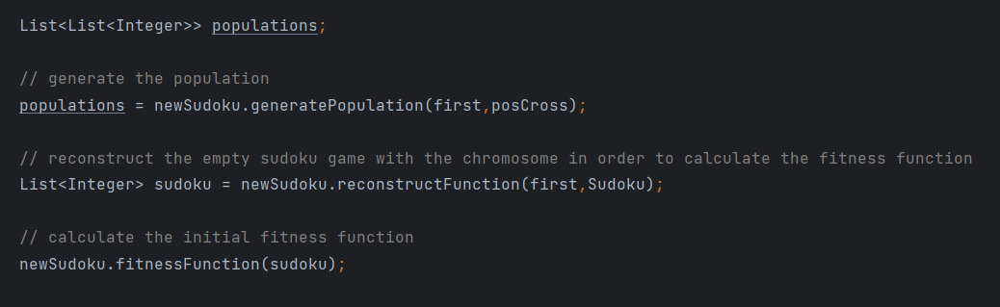 List<List<Integer>> populations;
// generate the population
populations = newSudoku.generatePopulation(first,posCross);
// reconstruct the empty sudoku game with the chromosome in order to calculate the fitness function
List<Integer> sudoku = newSudoku.reconstructFunction(first,Sudoku);
// calculate the initial fitness function
newSudoku.fitnessFunction(sudoku);